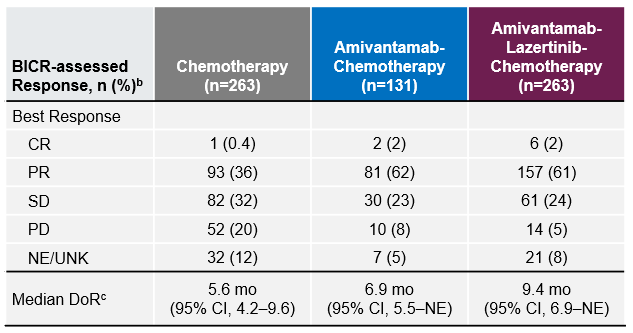 BICR-assessed Response, n (%)ᵇ Chemotherapy (n=263) Amivantamab-Chemotherapy (n=131) Amivantamab-Lazertinib-Chemotherapy (n=263)
Best Response
CR 1 (0.4) 2 (2) 6 (2)
PR 93 (36) 81 (62) 157 (61)
SD 82 (32) 30 (23) 61 (24)
PD 52 (20) 10 (8) 14 (5)
NE/UNK 32 (12) 7 (5) 21 (8)
Median DoRᶜ 5.6 mo (95% CI, 4.2–9.6) 6.9 mo (95% CI, 5.5–NE) 9.4 mo (95% CI, 6.9–NE)